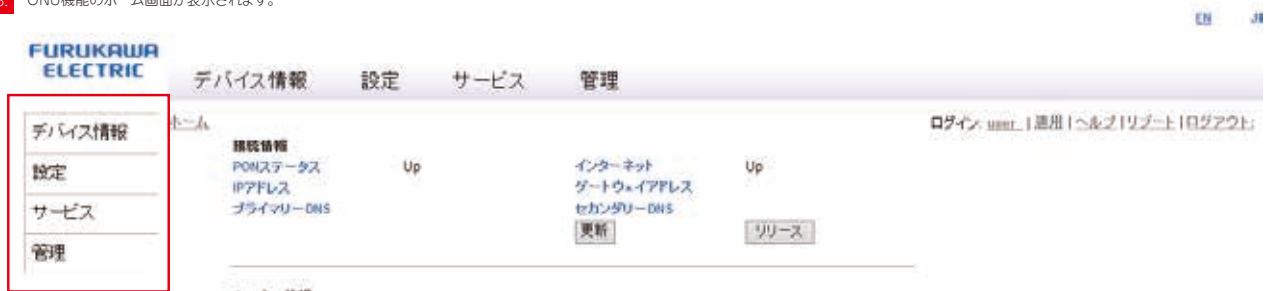 ONU機能のホーム画面が表示されます。
EN
FURUKAWA
ELECTRIC
デバイス情報 設定 サービス 管理
デバイス情報
設定
サービス
管理
ホーム
ログイン: user | 適用 | ヘルプ | リブート | ログアウト:
接続情報
PONステータス Up インターネット Up
IPアドレス ゲートウェイアドレス
プライマリーDNS セカンダリーDNS
更新 リリース